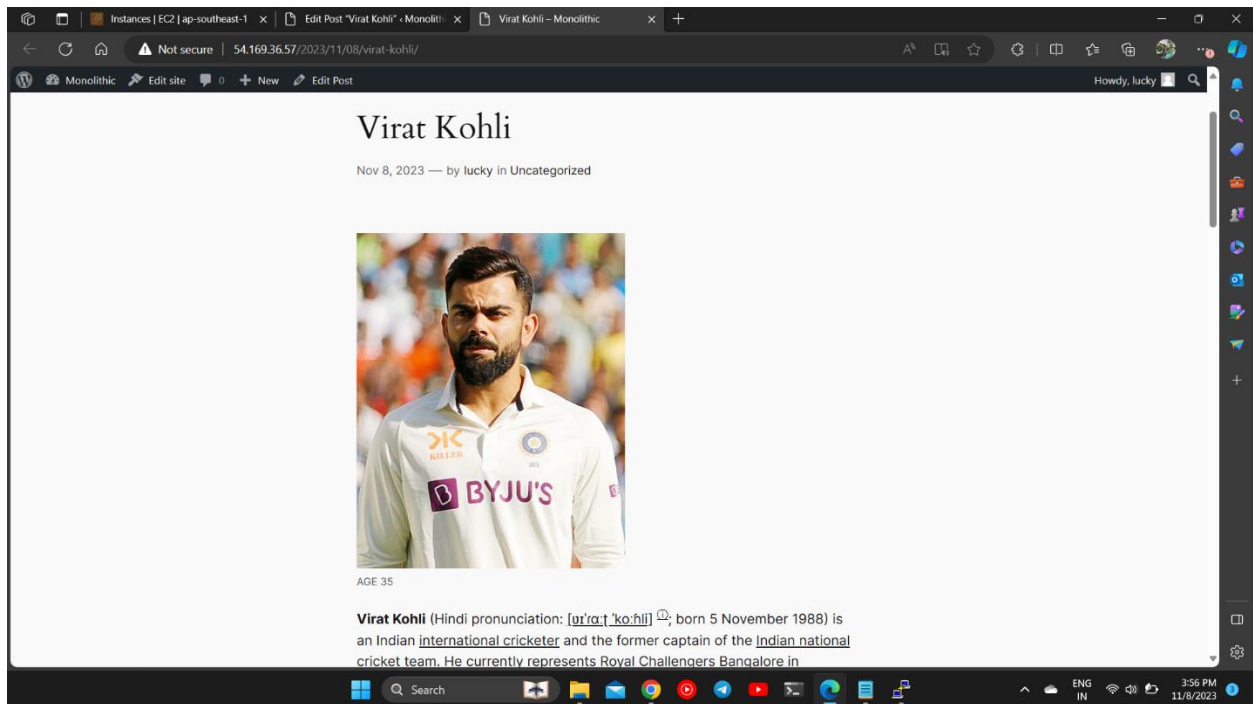 Instances | EC2 | ap-southeast-1
Edit Post "Virat Kohli" ‹ Monolith
Virat Kohli – Monolithic
Not secure | 54.169.36.57/2023/11/08/virat-kohli/
Monolithic Edit site 0 New Edit Post Howdy, lucky
Virat Kohli
Nov 8, 2023 — by lucky in Uncategorized
KILLER
BYJU'S
AGE 35
Virat Kohli (Hindi pronunciation: [ʋɪˈrɑːʈ ˈkoːɦli] ⓘ; born 5 November 1988) is
an Indian international cricketer and the former captain of the Indian national
cricket team. He currently represents Royal Challengers Bangalore in
Search
ENG
IN
3:56 PM
11/8/2023
3